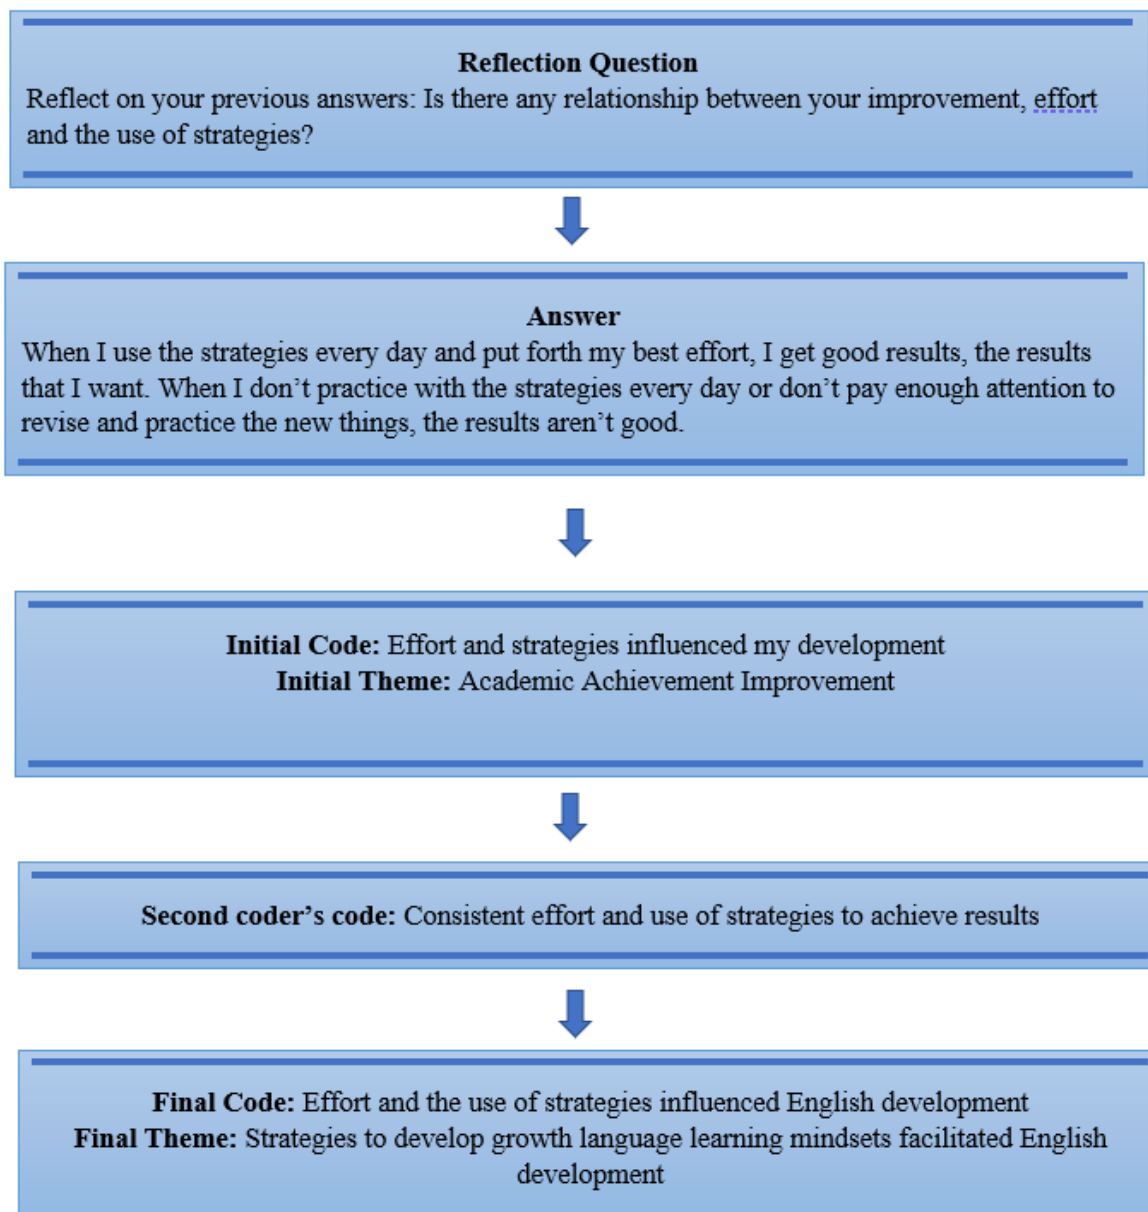 Reflection Question
Reflect on your previous answers: Is there any relationship between your improvement, effort
and the use of strategies?
Answer
When I use the strategies every day and put forth my best effort, I get good results, the results
that I want. When I don’t practice with the strategies every day or don’t pay enough attention to
revise and practice the new things, the results aren’t good.
Initial Code: Effort and strategies influenced my development
Initial Theme: Academic Achievement Improvement
Second coder’s code: Consistent effort and use of strategies to achieve results
Final Code: Effort and the use of strategies influenced English development
Final Theme: Strategies to develop growth language learning mindsets facilitated English
development